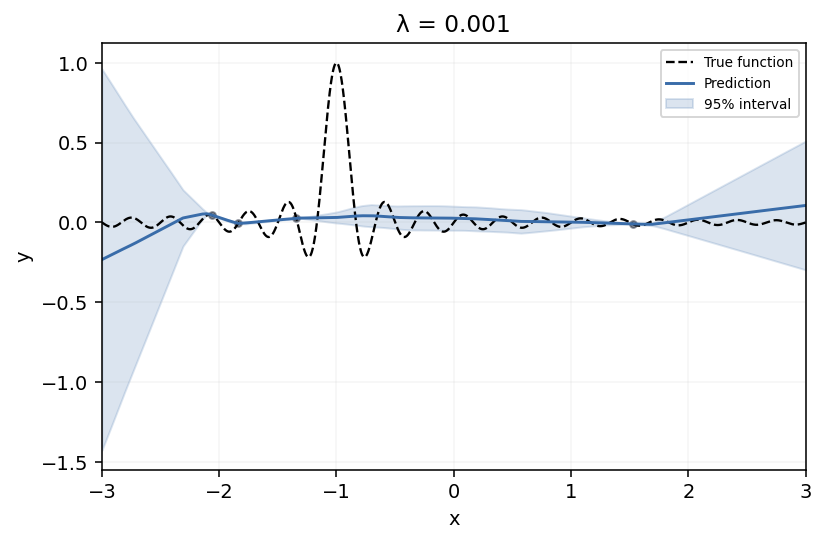 λ = 0.001
True function
Prediction
95% interval
1.0
0.5
0.0
−0.5
−1.0
−1.5
y
−3
−2
−1
0
1
2
3
x